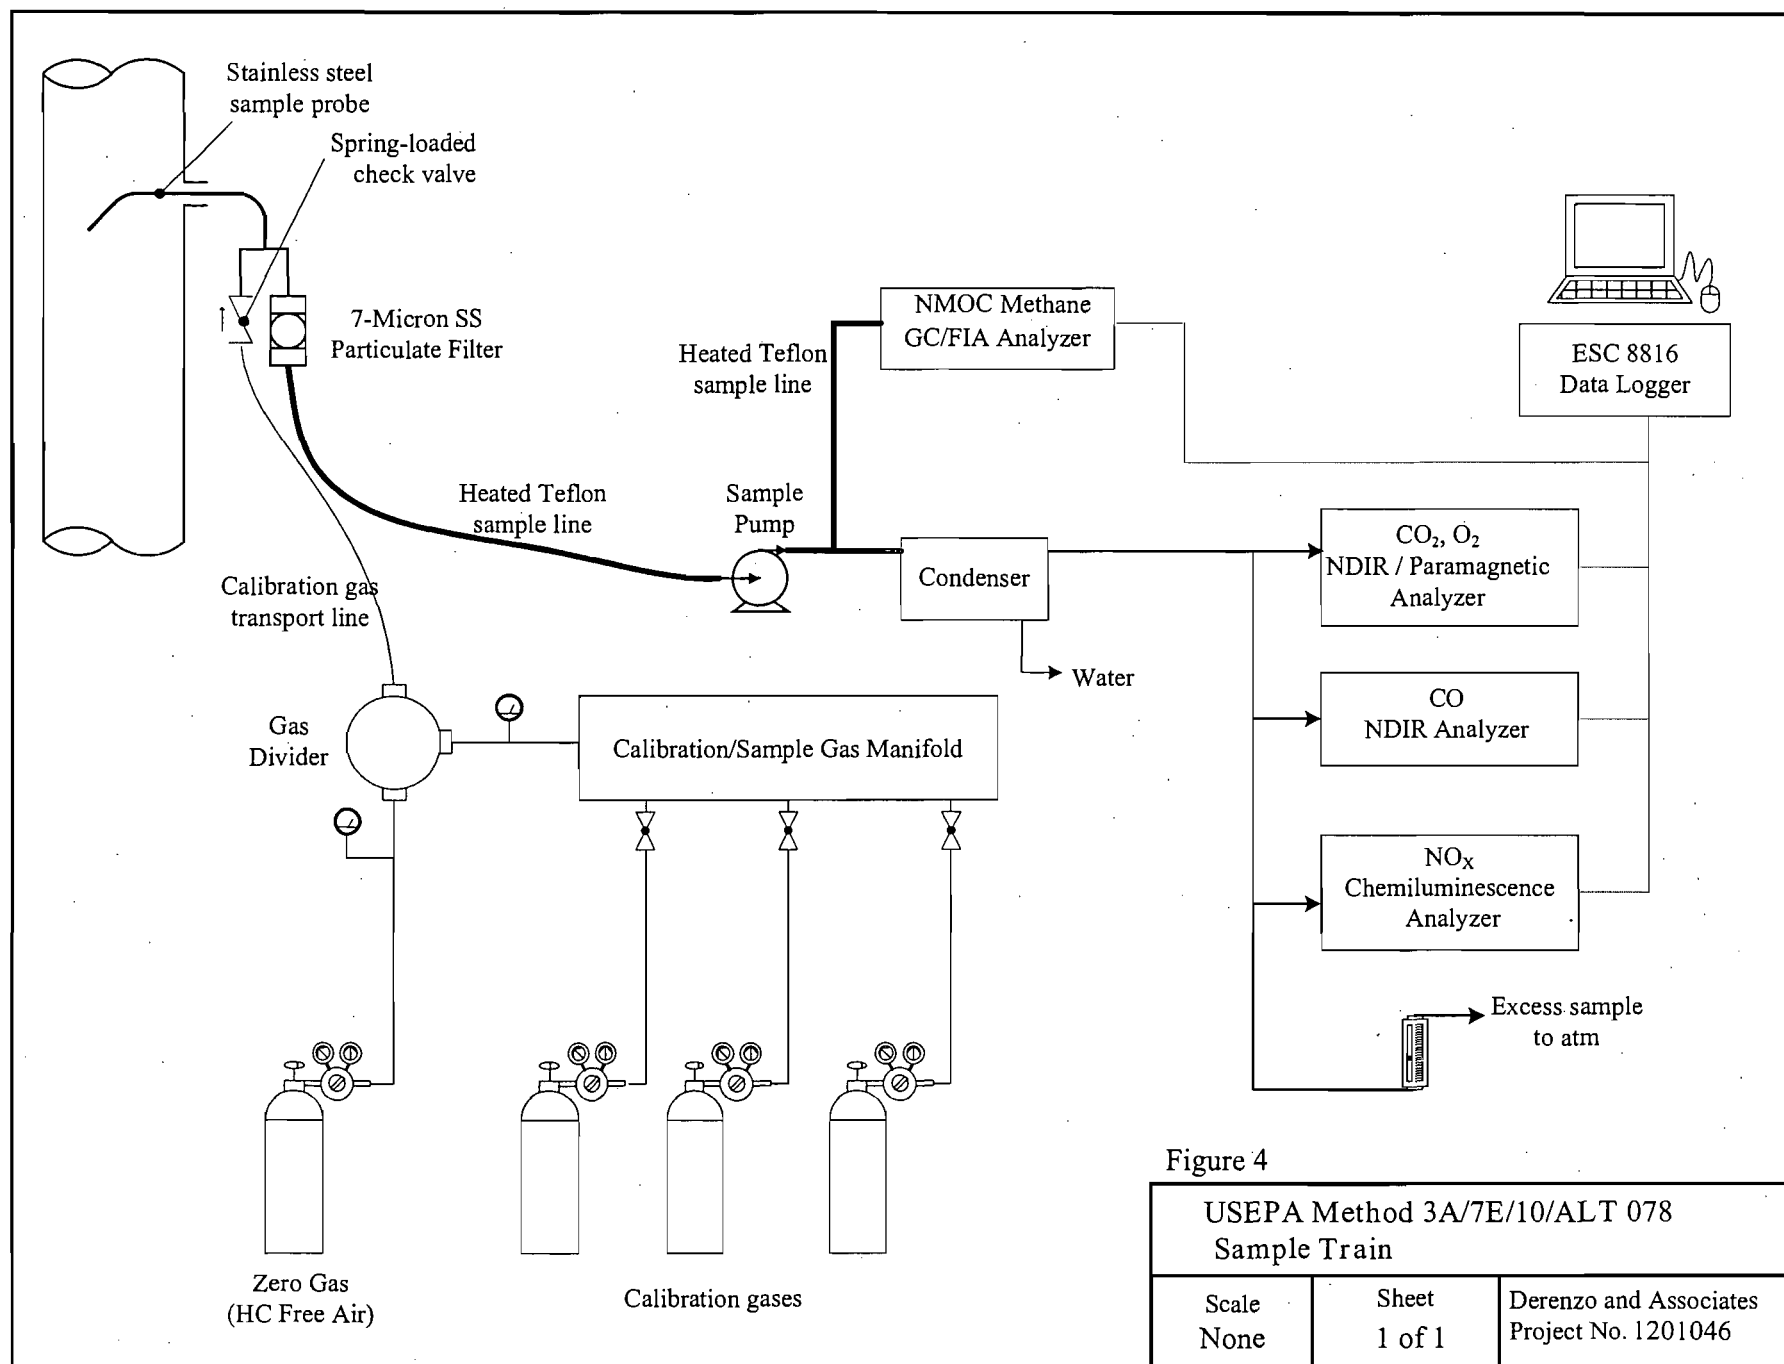 Stainless steel
sample probe
Spring-loaded
check valve
7-Micron SS
Particulate Filter
NMOC Methane
GC/FIA Analyzer
Heated Teflon
sample line
ESC 8816
Data Logger
Heated Teflon
sample line
Sample
Pump
Condenser
CO₂, O₂
NDIR / Paramagnetic
Analyzer
Calibration gas
transport line
Water
Gas
Divider
Calibration/Sample Gas Manifold
CO
NDIR Analyzer
NOX
Chemiluminescence
Analyzer
Excess sample
to atm
Zero Gas
(HC Free Air)
Calibration gases
Figure 4
USEPA Method 3A/7E/10/ALT 078
Sample Train
Scale
None
Sheet
1 of 1
Derenzo and Associates
Project No. 1201046